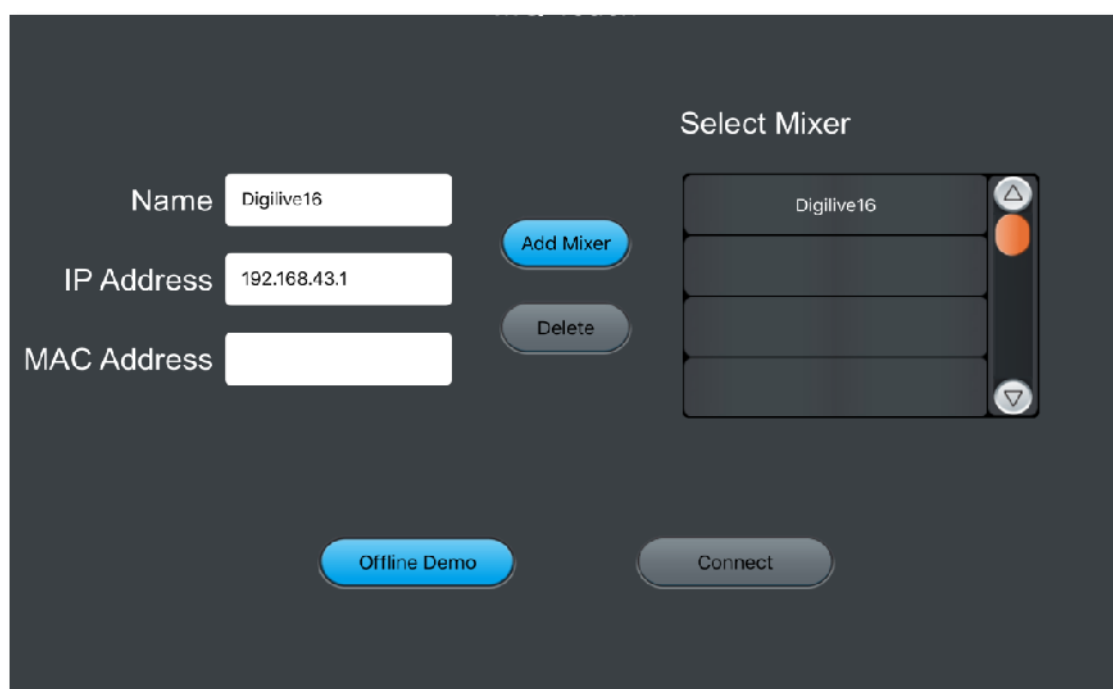 Select Mixer
Name Digilive16
IP Address 192.168.43.1
MAC Address
Add Mixer
Delete
Digilive16
Offline Demo Connect